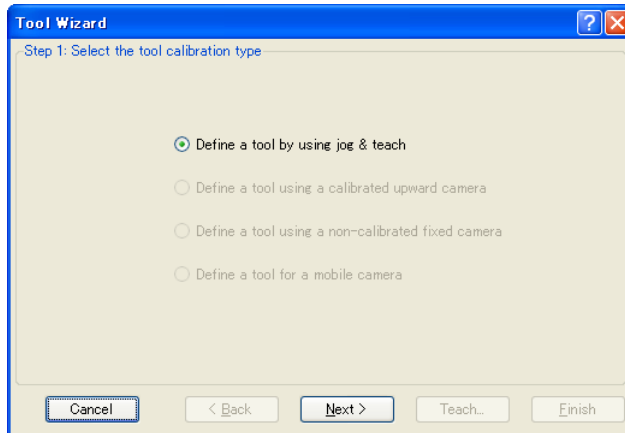 Tool Wizard
Step 1: Select the tool calibration type
Define a tool by using jog & teach
Define a tool using a calibrated upward camera
Define a tool using a non-calibrated fixed camera
Define a tool for a mobile camera
Cancel < Back Next > Teach... Finish